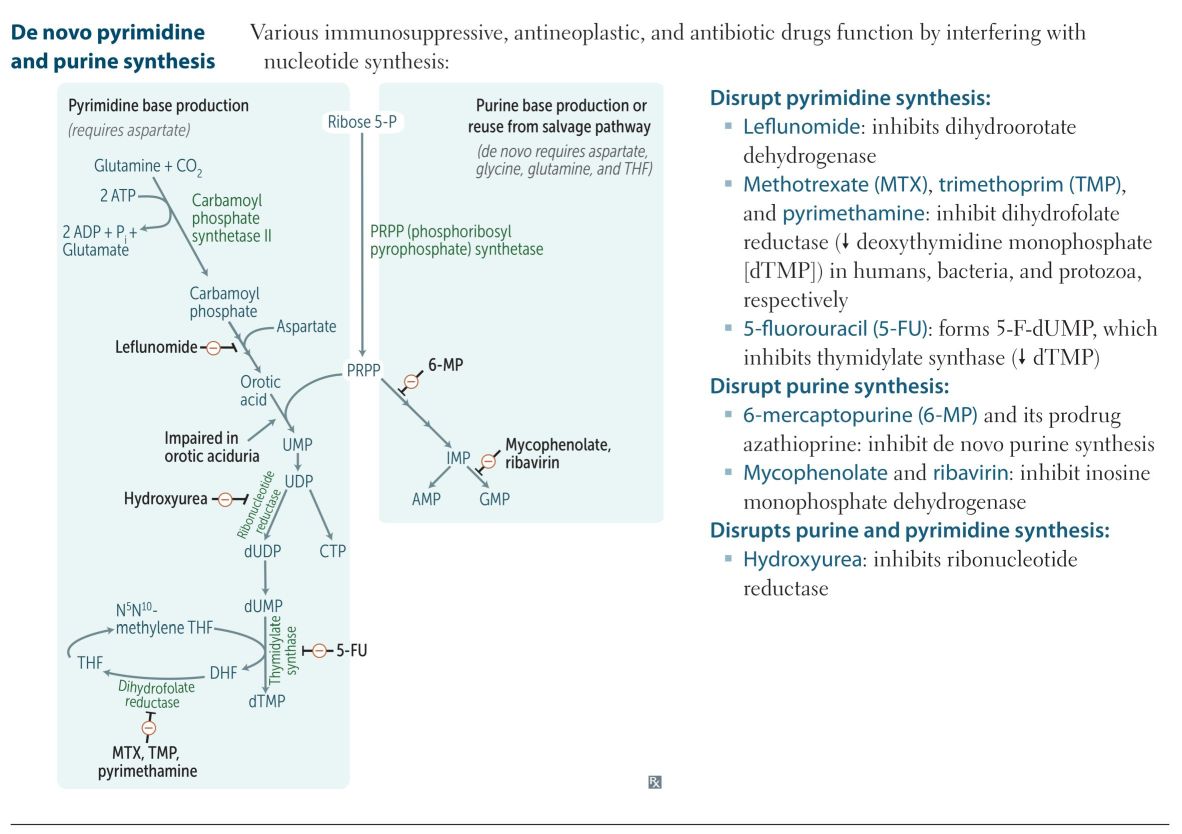 De novo pyrimidine
and purine synthesis
Various immunosuppressive, antineoplastic, and antibiotic drugs function by interfering with
nucleotide synthesis:
Pyrimidine base production
(requires aspartate)
Glutamine + CO₂
2 ATP
2 ADP + Pᵢ +
Glutamate
Carbamoyl
phosphate
synthetase II
Carbamoyl
phosphate
Aspartate
Leflunomide
Orotic
acid
Impaired in
orotic aciduria
UMP
UDP
Hydroxyurea
Ribonucleotide
reductase
dUDP
CTP
dUMP
N⁵N¹⁰-
methylene THF
THF
DHF
Dihydrofolate
reductase
Thymidylate
synthase
5-FU
dTMP
MTX, TMP,
pyrimethamine
Ribose 5-P
PRPP (phosphoribosyl
pyrophosphate) synthetase
PRPP
Purine base production or
reuse from salvage pathway
(de novo requires aspartate,
glycine, glutamine, and THF)
6-MP
IMP
Mycophenolate,
ribavirin
AMP
GMP
Rx
Disrupt pyrimidine synthesis:
▪ Leflunomide: inhibits dihydroorotate
dehydrogenase
▪ Methotrexate (MTX), trimethoprim (TMP),
and pyrimethamine: inhibit dihydrofolate
reductase (↓ deoxythymidine monophosphate
[dTMP]) in humans, bacteria, and protozoa,
respectively
▪ 5-fluorouracil (5-FU): forms 5-F-dUMP, which
inhibits thymidylate synthase (↓ dTMP)
Disrupt purine synthesis:
▪ 6-mercaptopurine (6-MP) and its prodrug
azathioprine: inhibit de novo purine synthesis
▪ Mycophenolate and ribavirin: inhibit inosine
monophosphate dehydrogenase
Disrupts purine and pyrimidine synthesis:
▪ Hydroxyurea: inhibits ribonucleotide
reductase